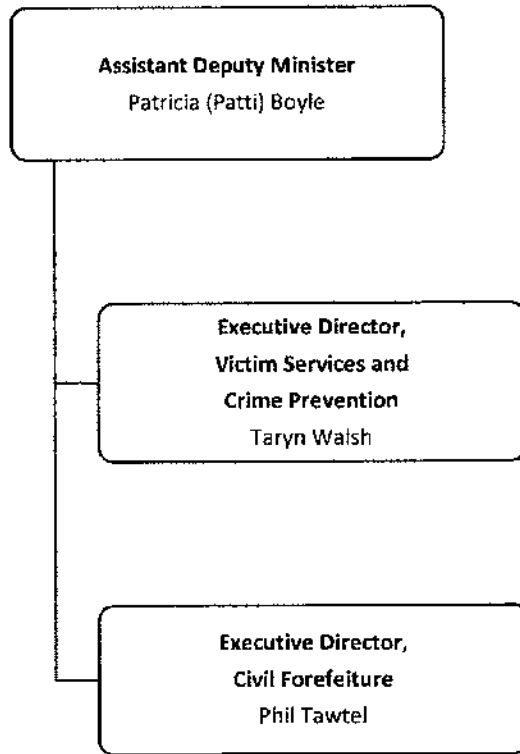 Assistant Deputy Minister
Patricia (Patti) Boyle
Executive Director,
Victim Services and
Crime Prevention
Taryn Walsh
Executive Director,
Civil Forefeiture
Phil Tawtel